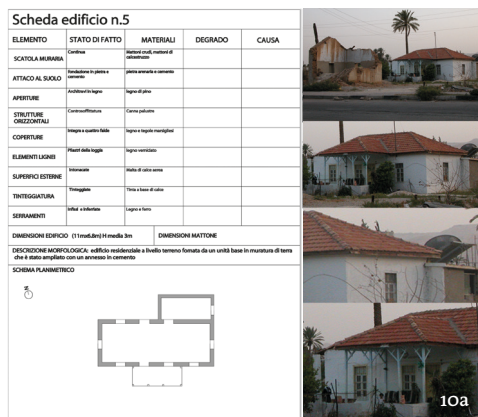 Scheda edificio n.5
ELEMENTO STATO DI FATTO MATERIALI DEGRADO CAUSA
SCATOLA MURARIA Continua Mattoni crudi, mattoni di calcestruzzo
ATTACO AL SUOLO fondazione in pietra e cemento pietra arenaria e cemento
APERTURE Architravi in legno legno di pino
STRUTTURE ORIZZONTALI Controsoffittatura Canna palustre
COPERTURE Integra a quattro falde legno e tegole marsigliesi
ELEMENTI LIGNEI Pilastri della loggia legno verniciato
SUPERFICI ESTERNE Intonacate Malta di calce aerea
TINTEGGIATURA Tinteggiate Tinta a base di calce
SERRAMENTI Infissi e inferriate Legno e ferro
DIMENSIONI EDIFICIO (11mx6.8m) H media 3m DIMENSIONI MATTONE
DESCRIZIONE MORFOLOGICA: edificio residenziale a livello terreno fomata da un unità base in muratura di terra
che è stato ampliato con un annesso in cemento
SCHEMA PLANIMETRICO
10a